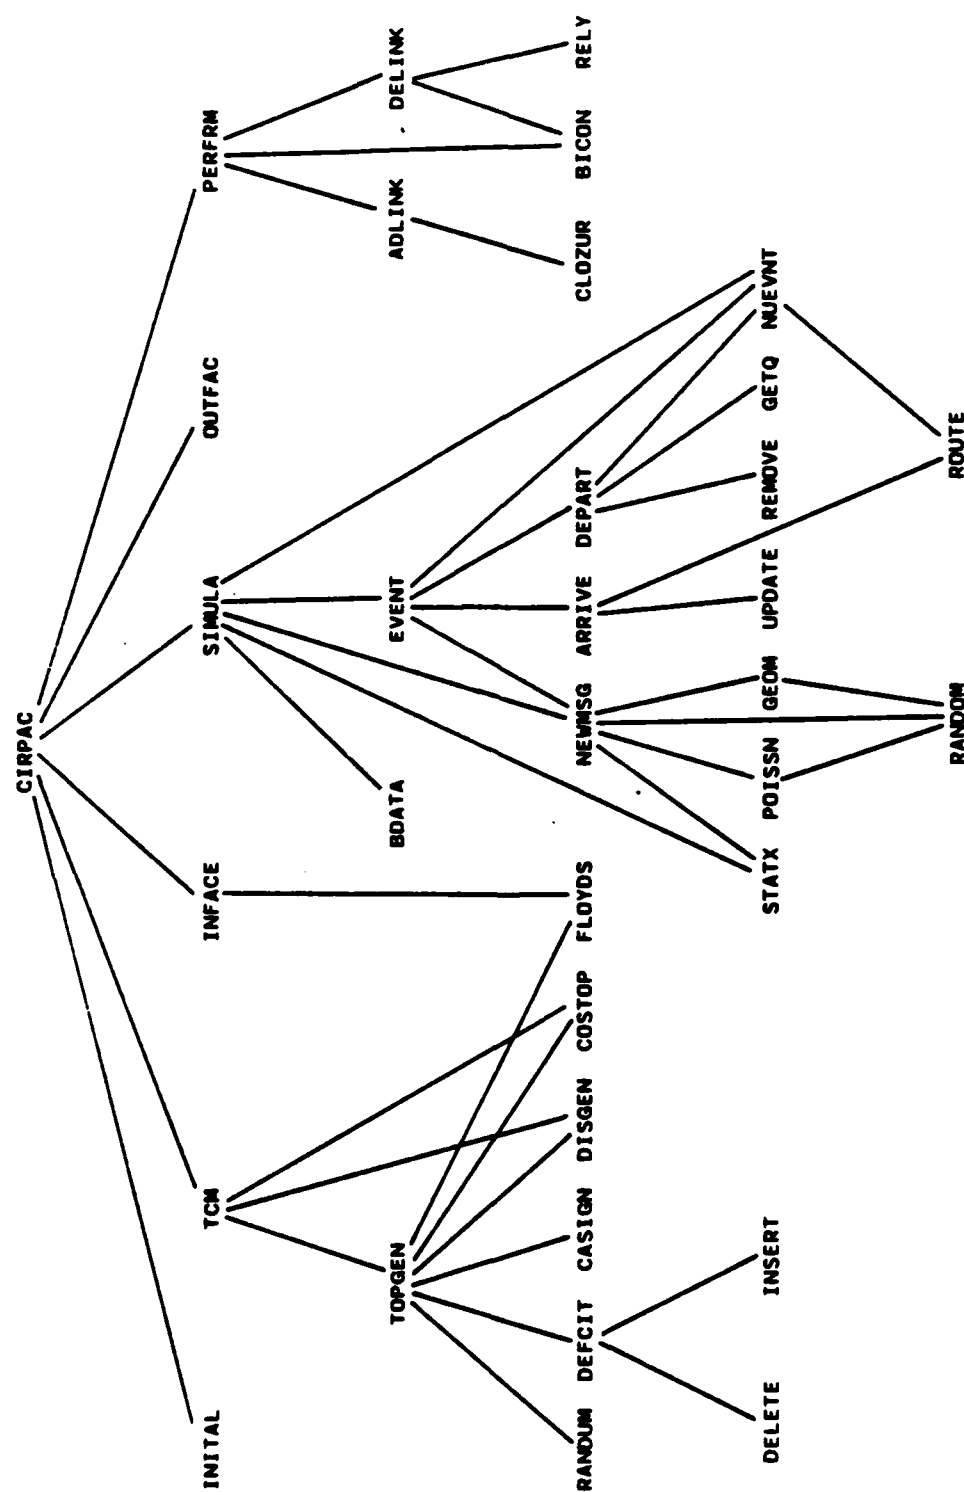 CIRPAC
INITAL TCM INFACE SIMULA OUTFAC PERFRM
TOPGEN BDATA EVENT ADLINK DELINK
RANDUM DEFCIT CASIGN DISGEN COSTOP FLOYDS NEWMSG ARRIVE DEPART CLOZUR BICON RELY
DELETE INSERT STATX POISSN GEOM UPDATE REMOVE GETQ NUEVNT
RANDOM ROUTE